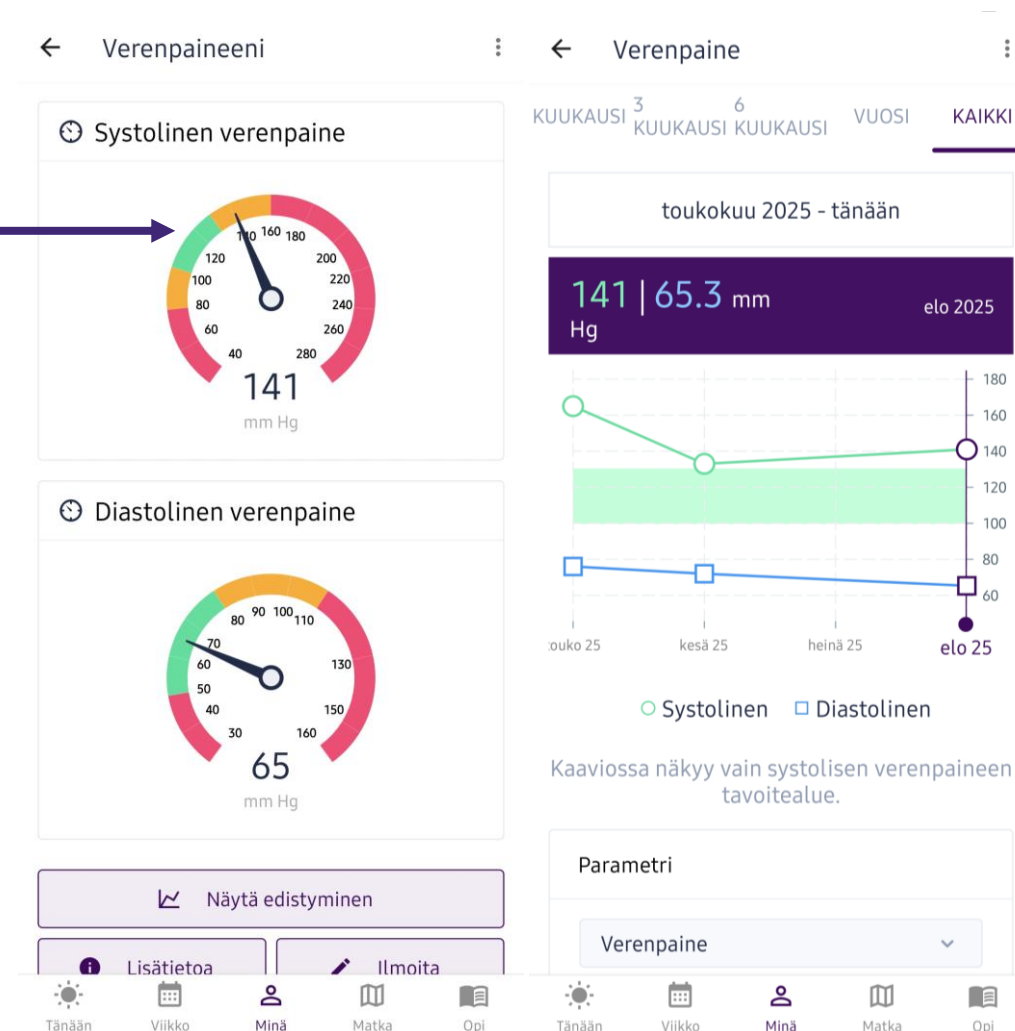 Verenpaineeni
Systolinen verenpaine
40
60
80
100
120
160
180
200
220
240
260
280
141
mm Hg
Diastolinen verenpaine
30
40
50
60
70
80
90
100
110
130
150
160
65
mm Hg
Näytä edistyminen
Lisätietoa
Ilmoita
Tänään
Viikko
Minä
Matka
Opi
Verenpaine
KUUKAUSI
3 KUUKAUSI
6 KUUKAUSI
VUOSI
KAIKKI
toukokuu 2025 - tänään
141 | 65.3 mm
Hg
elo 2025
180
160
140
120
100
80
60
kesä 25
heinä 25
elo 25
Systolinen
Diastolinen
Kaaviossa näkyy vain systolisen verenpaineen
tavoitealue.
Parametri
Verenpaine
Tänään
Viikko
Minä
Matka
Opi